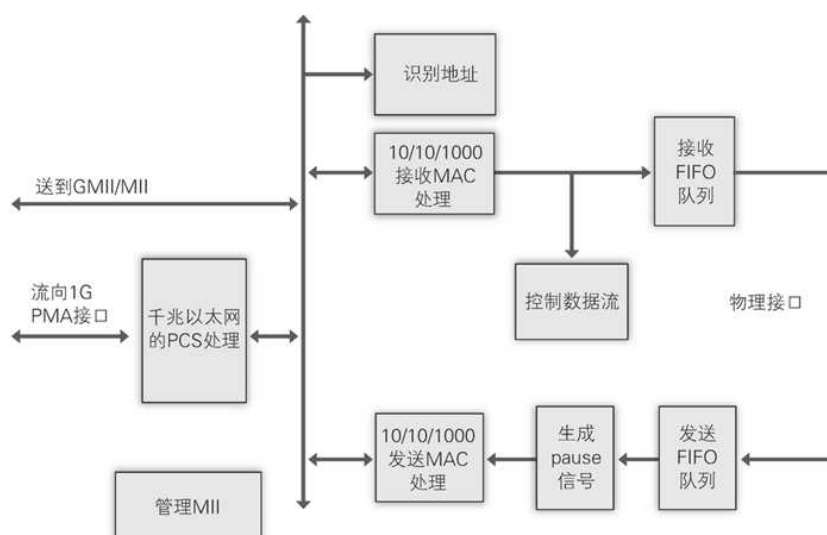 识别地址
10/10/1000
接收MAC
处理
接收
FIFO
队列
送到GMII/MII
流向1G
PMA接口
千兆以太网
的PCS处理
控制数据流
物理接口
10/10/1000
发送MAC
处理
生成
pause
信号
发送
FIFO
队列
管理MII